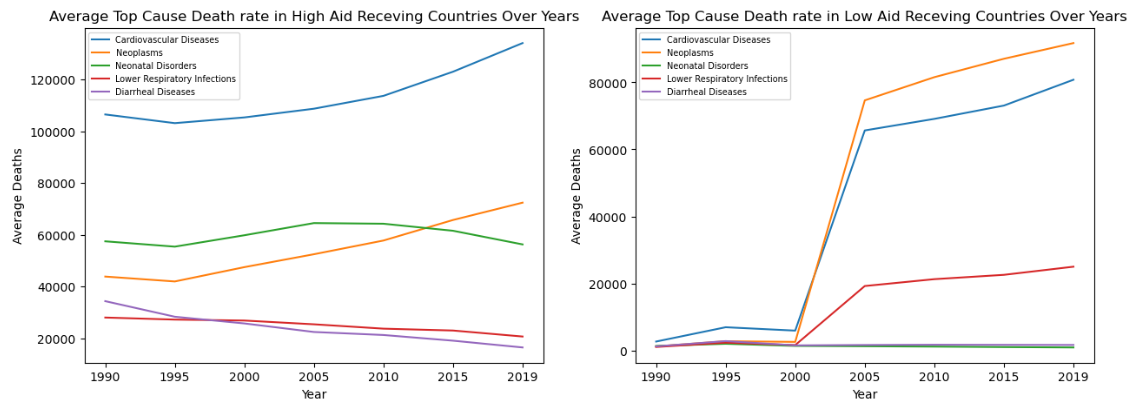 Average Top Cause Death rate in High Aid Receving Countries Over Years
Cardiovascular Diseases
Neoplasms
Neonatal Disorders
Lower Respiratory Infections
Diarrheal Diseases
Average Deaths
120000
100000
80000
60000
40000
20000
1990 1995 2000 2005 2010 2015 2019
Year
Average Top Cause Death rate in Low Aid Receving Countries Over Years
Cardiovascular Diseases
Neoplasms
Neonatal Disorders
Lower Respiratory Infections
Diarrheal Diseases
Average Deaths
80000
60000
40000
20000
0
1990 1995 2000 2005 2010 2015 2019
Year